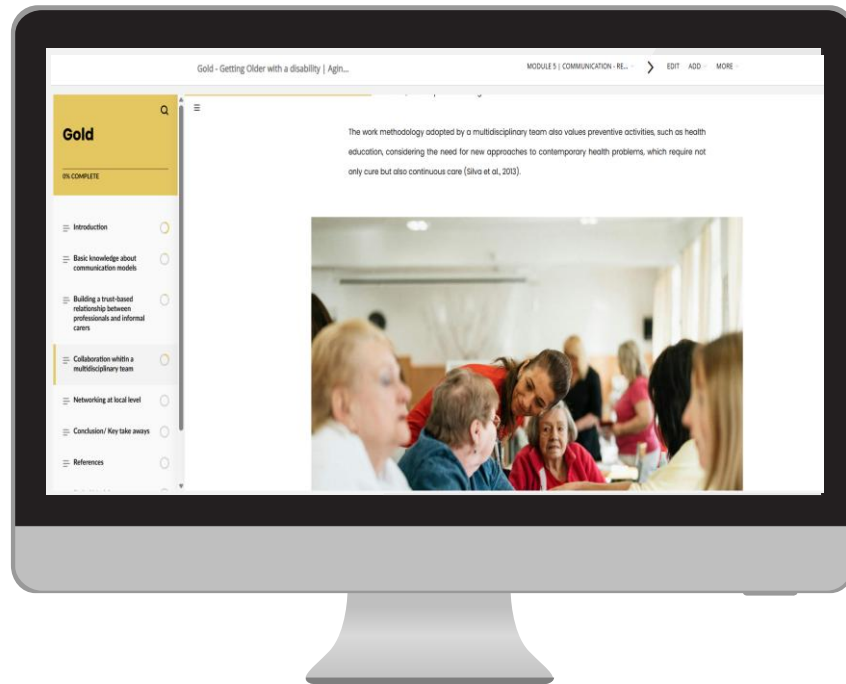 Gold - Getting Older with a disability | Agin...
MODULE 5 | COMMUNICATION - RE...
EDIT
ADD
MORE
Gold
0% COMPLETE
Introduction
Basic knowledge about
communication models
Building a trust-based
relationship between
professionals and informal
carers
Collaboration whitin a
multidisciplinary team
Networking at local level
Conclusion/ Key take aways
References
The work methodology adopted by a multidisciplinary team also values preventive activities, such as health
education, considering the need for new approaches to contemporary health problems, which require not
only cure but also continuous care (Silva et al., 2013).